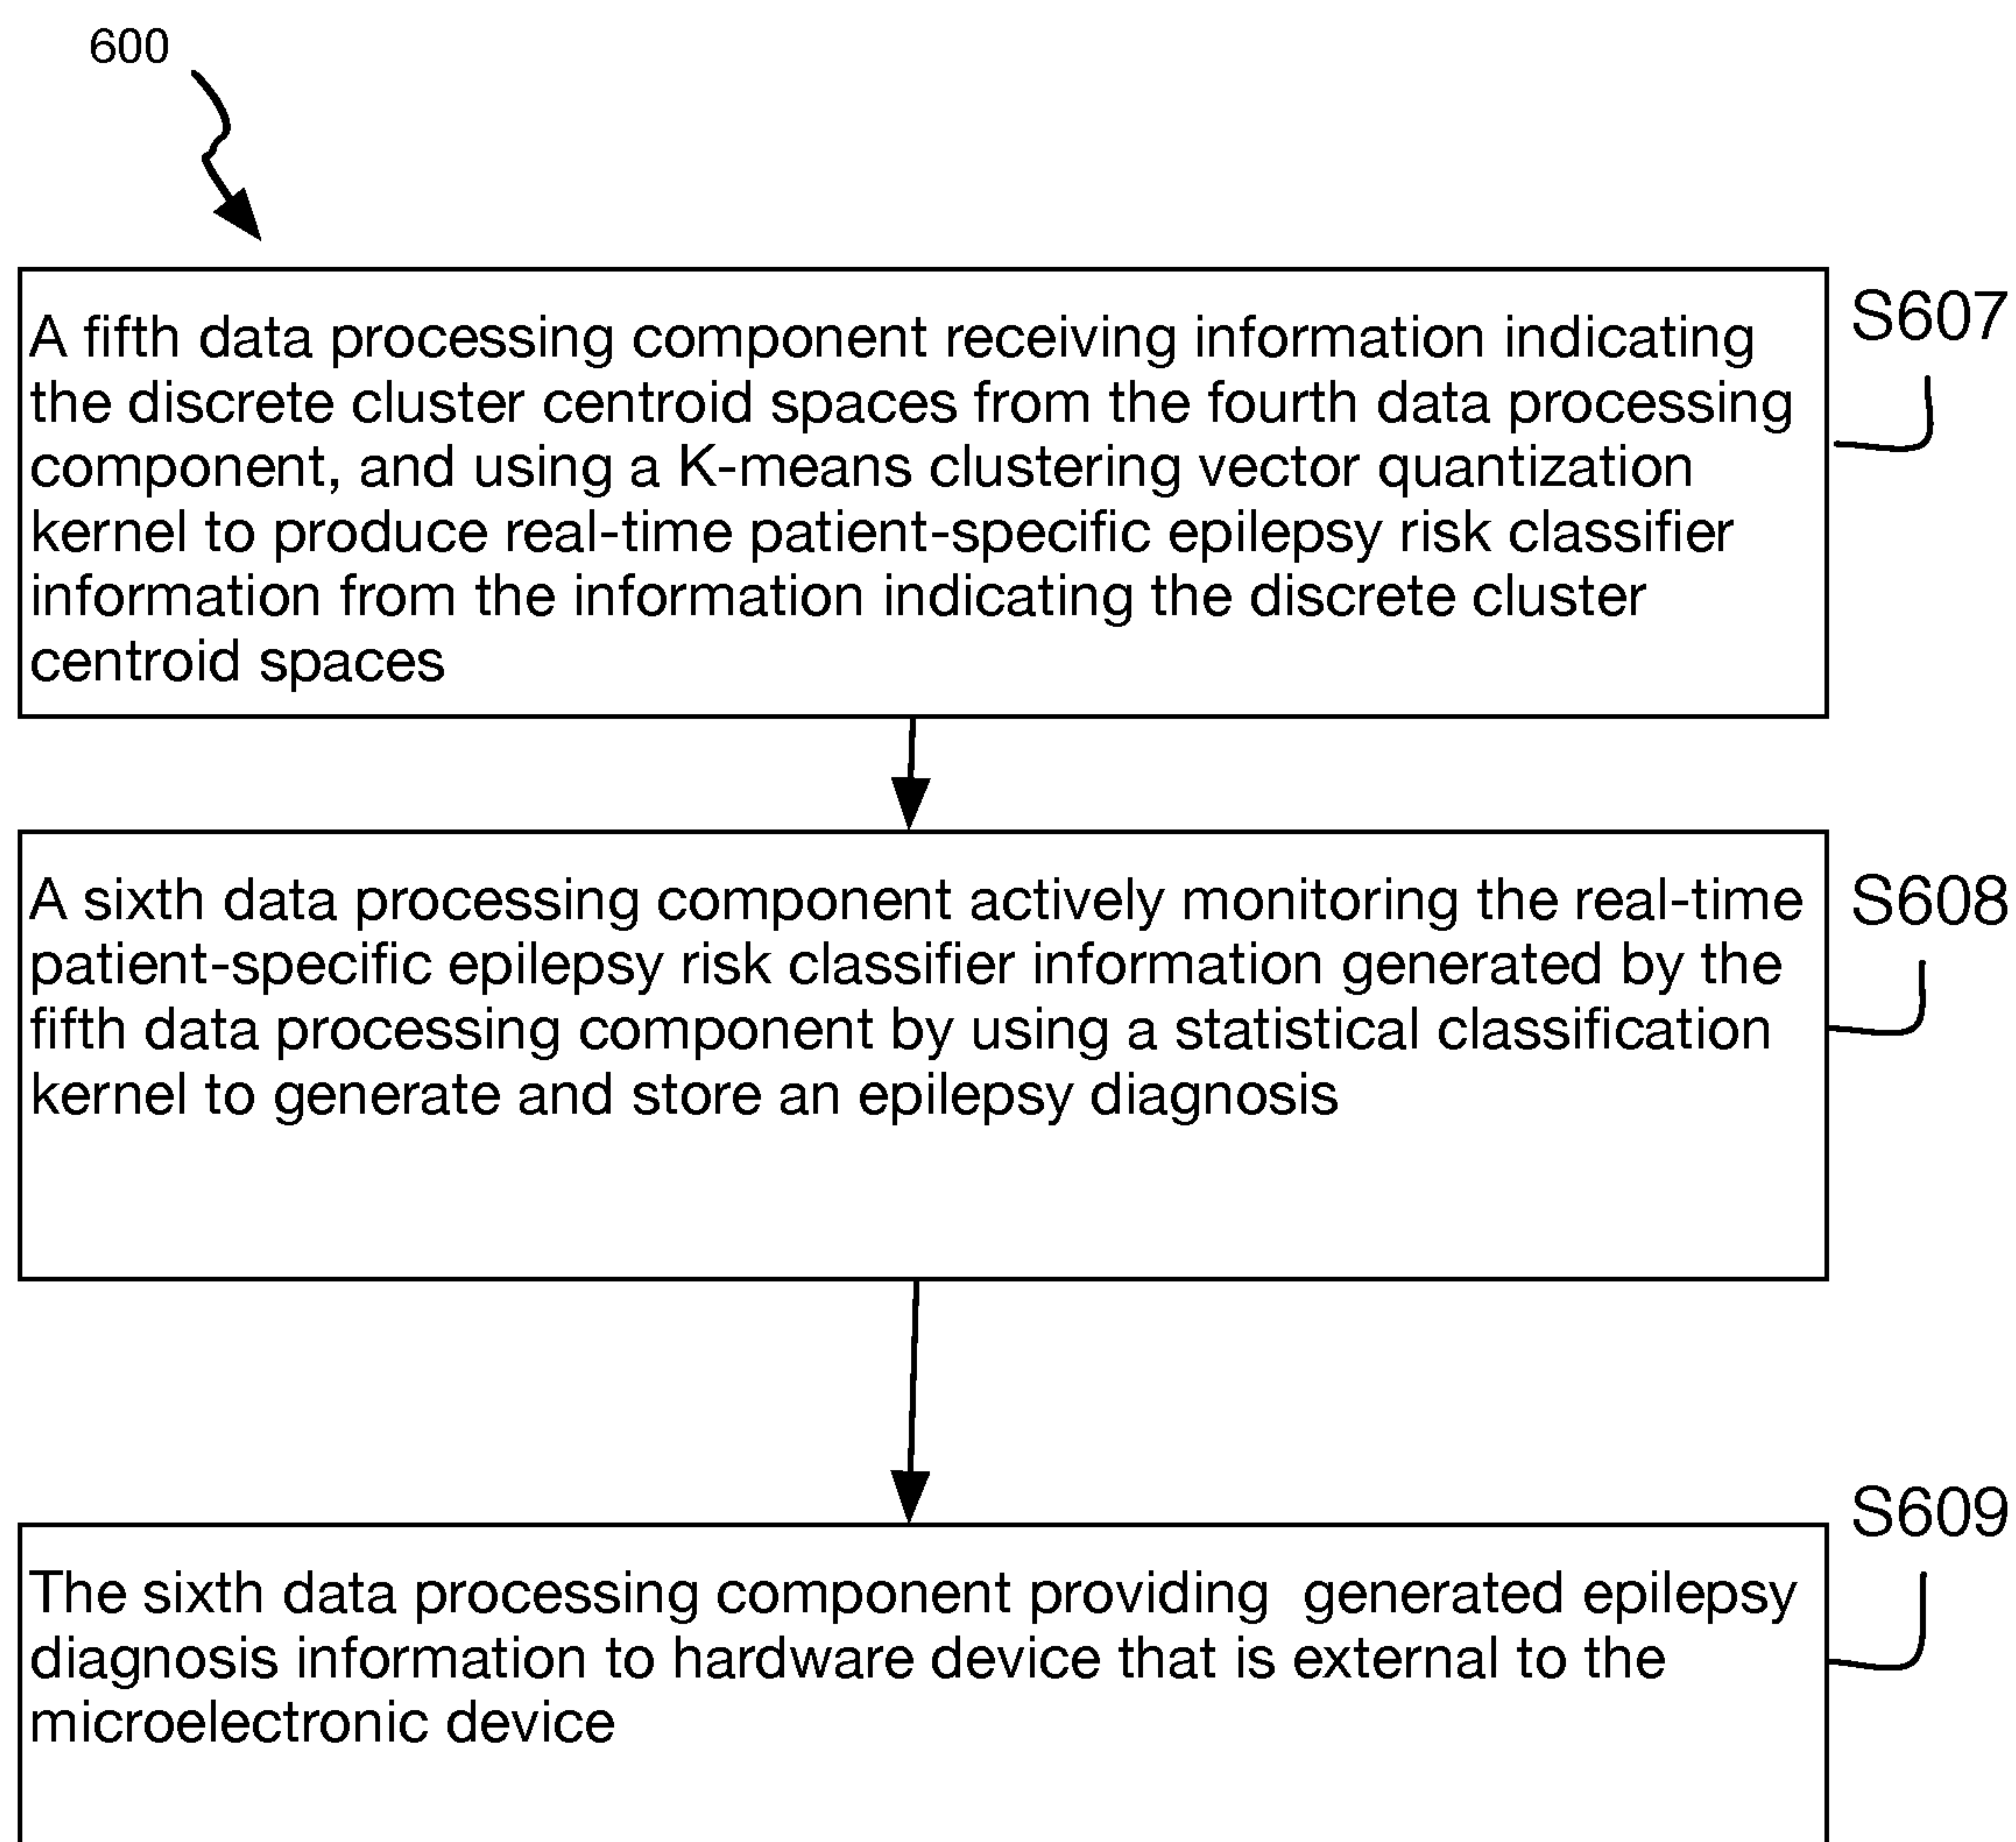 600
A fifth data processing component receiving information indicating
the discrete cluster centroid spaces from the fourth data processing
component, and using a K-means clustering vector quantization
kernel to produce real-time patient-specific epilepsy risk classifier
information from the information indicating the discrete cluster
centroid spaces
S607
A sixth data processing component actively monitoring the real-time
patient-specific epilepsy risk classifier information generated by the
fifth data processing component by using a statistical classification
kernel to generate and store an epilepsy diagnosis
S608
The sixth data processing component providing  generated epilepsy
diagnosis information to hardware device that is external to the
microelectronic device
S609